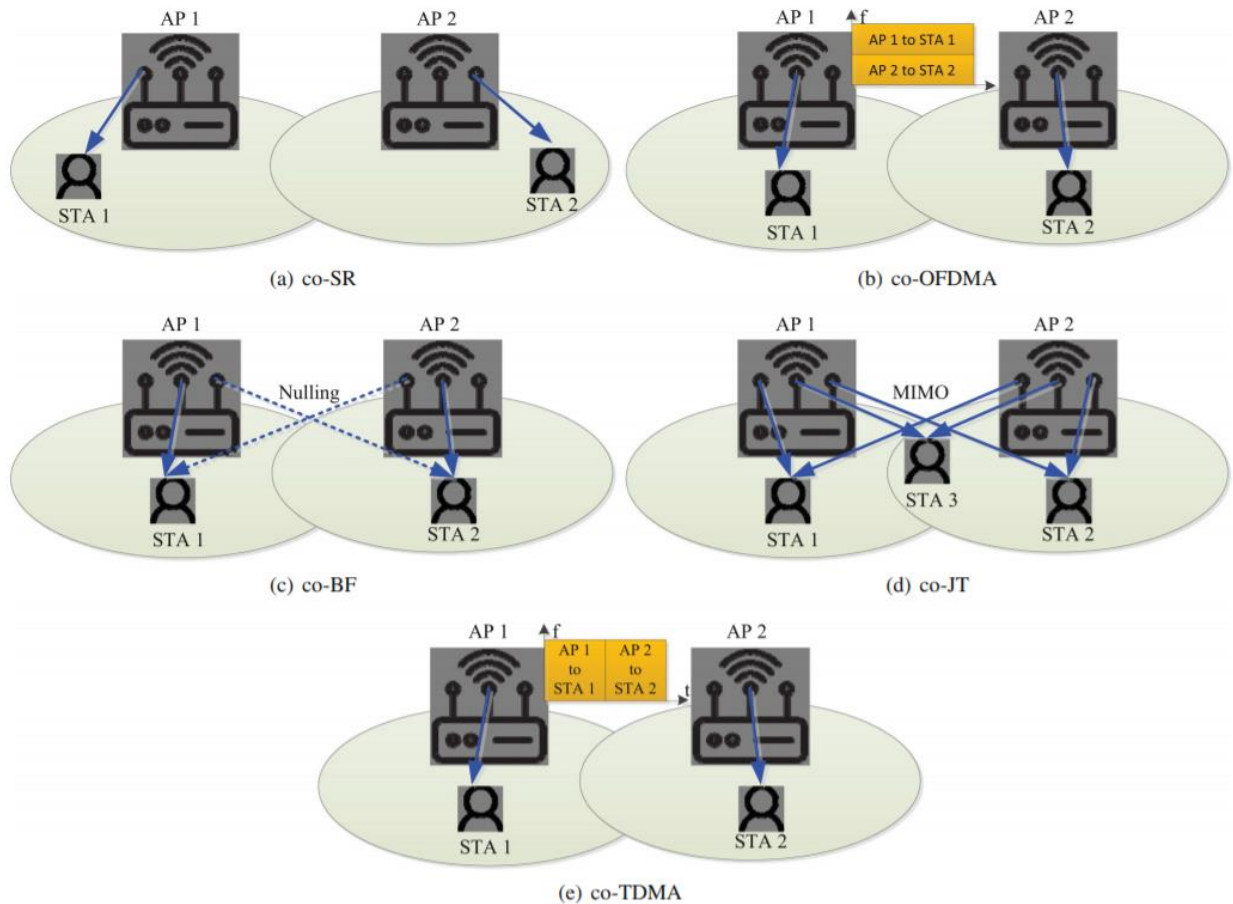 AP 1
AP 2
STA 1
STA 2
(a) co-SR
AP 1
f
AP 2
AP 1 to STA 1
AP 2 to STA 2
STA 1
STA 2
(b) co-OFDMA
AP 1
AP 2
Nulling
STA 1
STA 2
(c) co-BF
AP 1
AP 2
MIMO
STA 3
STA 1
STA 2
(d) co-JT
AP 1
f
AP 2
AP 1
to
STA 1
AP 2
to
STA 2
t
STA 1
STA 2
(e) co-TDMA